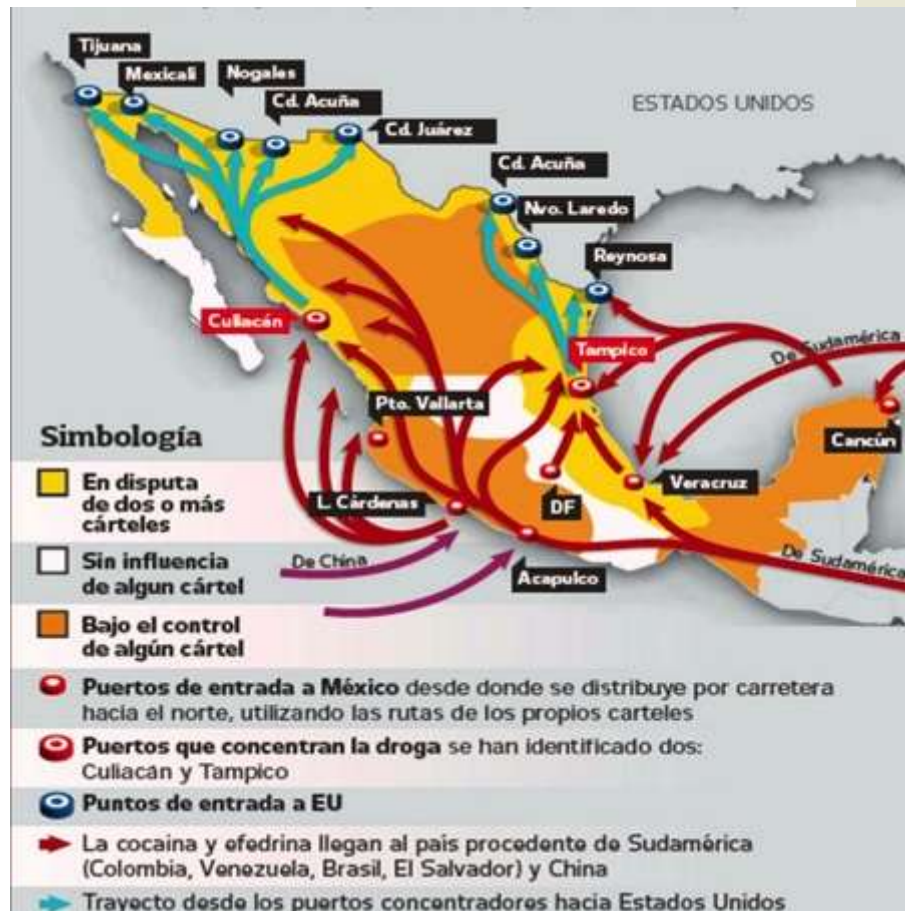 Tijuana
Mexicali
Nogales
Cd. Acuña
Cd. Juárez
ESTADOS UNIDOS
Cd. Acuña
Nvo. Laredo
Reynosa
Culiacán
Tampico
De Sudamérica
Pto. Vallarta
Cancún
L. Cárdenas
DF
Veracruz
De China
Acapulco
De Sudamérica
Simbología
En disputa
de dos o más
cárteles
Sin influencia
de algun cártel
Bajo el control
de algún cártel
Puertos de entrada a México desde donde se distribuye por carretera
hacia el norte, utilizando las rutas de los propios carteles
Puertos que concentran la droga se han identificado dos:
Culiacán y Tampico
Puntos de entrada a EU
La cocaina y efedrina llegan al país procedente de Sudamérica
(Colombia, Venezuela, Brasil, El Salvador) y China
Trayecto desde los puertos concentradores hacia Estados Unidos